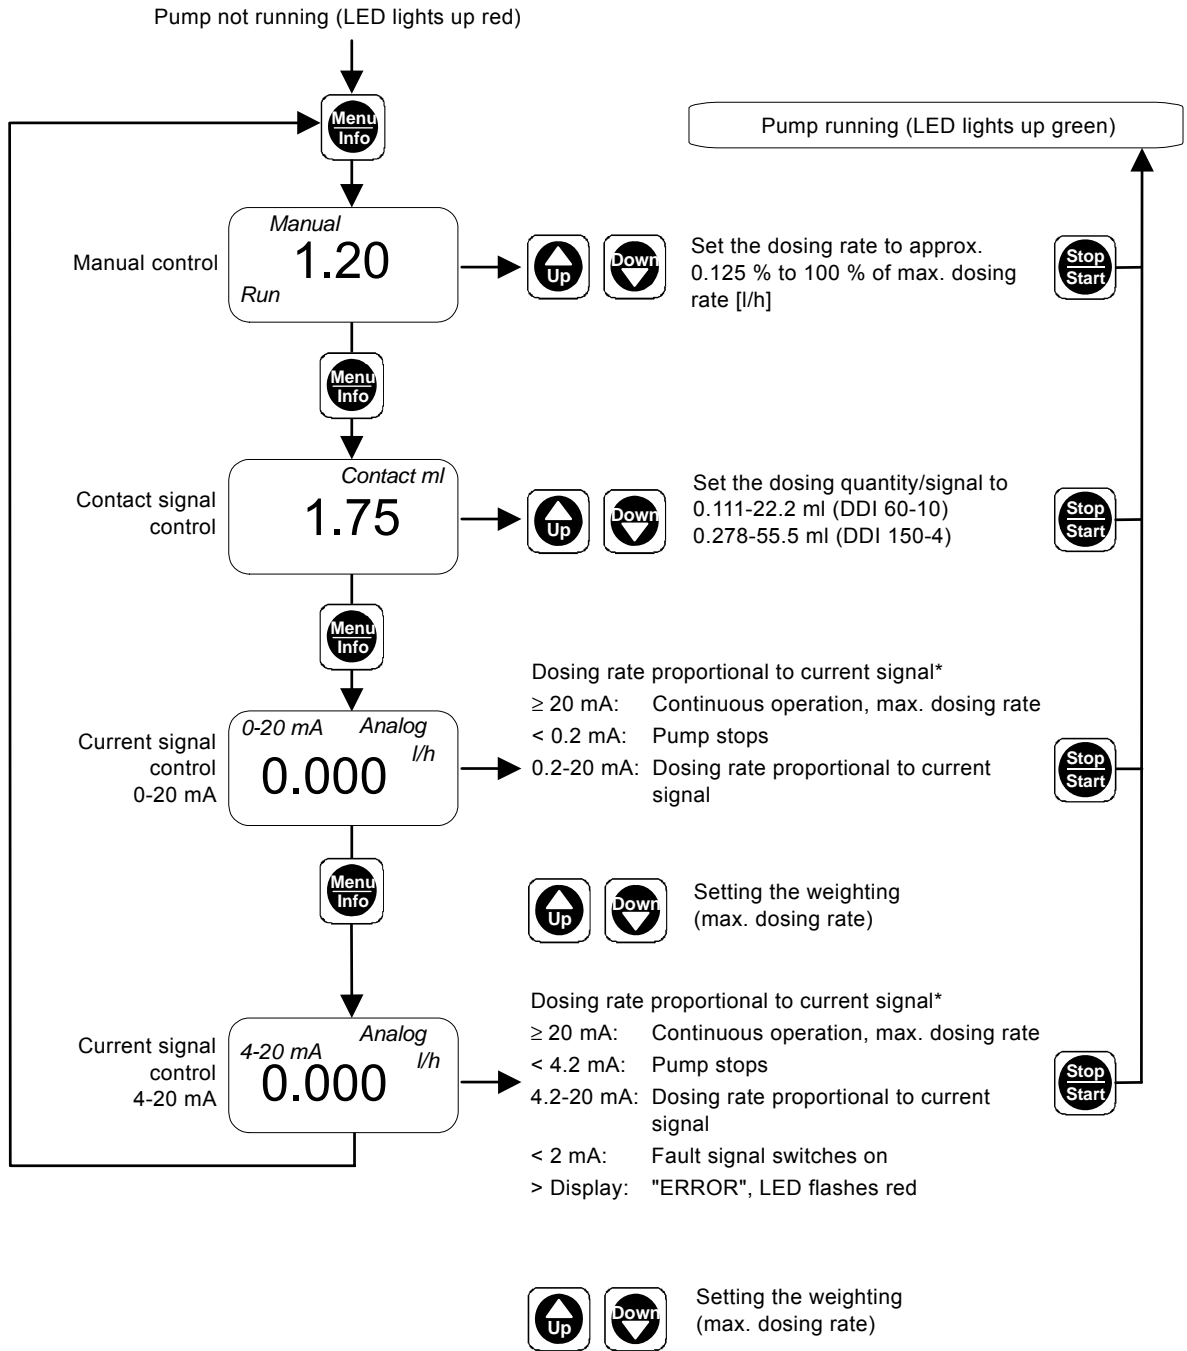 Pump not running (LED lights up red)
Menu
Info
Pump running (LED lights up green)
Manual control
Manual
1.20
Run
Up
Down
Set the dosing rate to approx.
0.125 % to 100 % of max. dosing
rate [l/h]
Stop
Start
Menu
Info
Contact signal
control
Contact ml
1.75
Up
Down
Set the dosing quantity/signal to
0.111-22.2 ml (DDI 60-10)
0.278-55.5 ml (DDI 150-4)
Stop
Start
Menu
Info
Current signal
control
0-20 mA
0-20 mA Analog
l/h
0.000
Dosing rate proportional to current signal*
≥ 20 mA: Continuous operation, max. dosing rate
< 0.2 mA: Pump stops
0.2-20 mA: Dosing rate proportional to current
signal
Stop
Start
Menu
Info
Up
Down
Setting the weighting
(max. dosing rate)
Current signal
control
4-20 mA
Analog
4-20 mA l/h
0.000
Dosing rate proportional to current signal*
≥ 20 mA: Continuous operation, max. dosing rate
< 4.2 mA: Pump stops
4.2-20 mA: Dosing rate proportional to current
signal
< 2 mA: Fault signal switches on
> Display: "ERROR", LED flashes red
Stop
Start
Up
Down
Setting the weighting
(max. dosing rate)